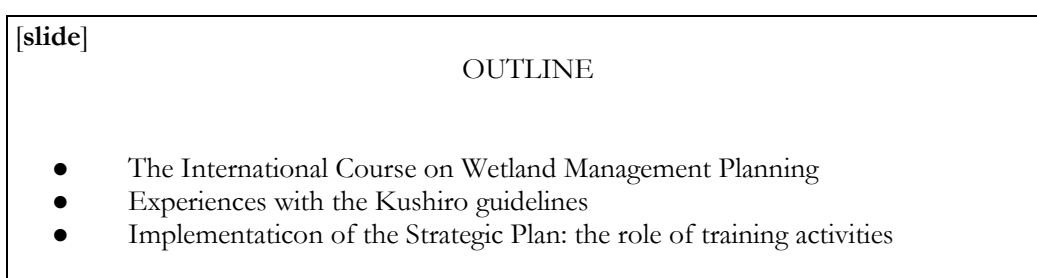 [slide]
OUTLINE
● The International Course on Wetland Management Planning
● Experiences with the Kushiro guidelines
● Implementaticon of the Strategic Plan: the role of training activities